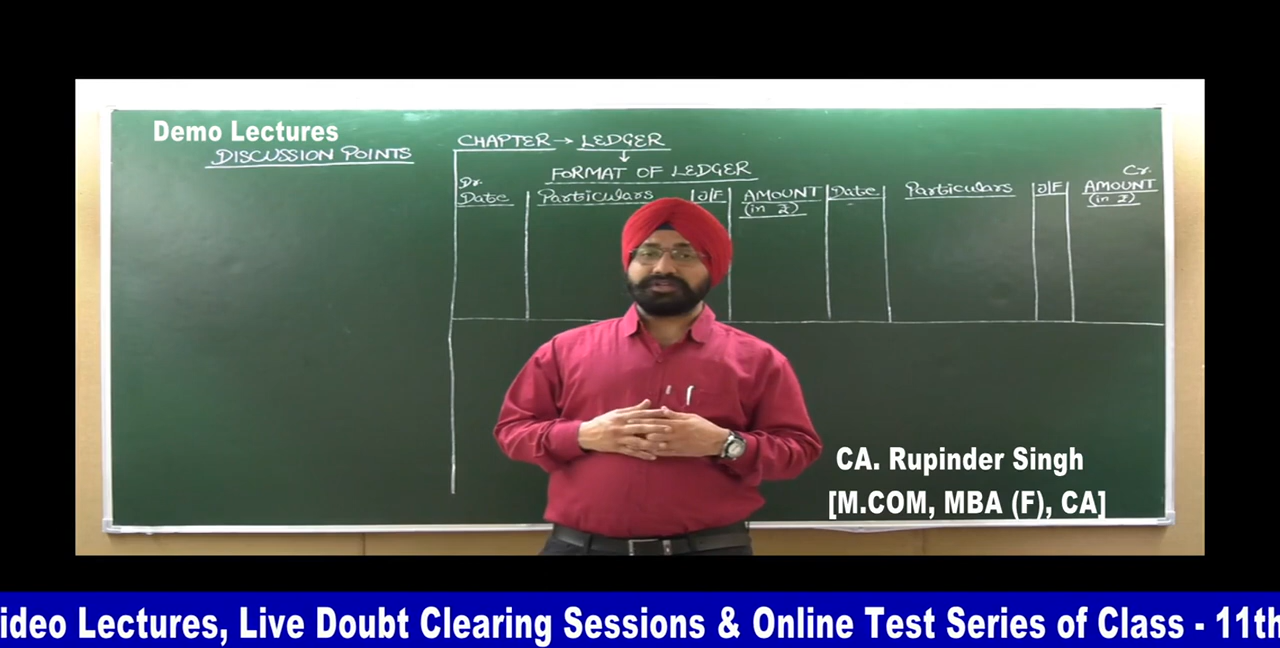 Demo Lectures
DISCUSSION POINTS
CHAPTER → LEDGER
↓
FORMAT OF LEDGER
Dr. Cr.
Date Particulars J/F AMOUNT Date Particulars J/F AMOUNT
(in ₹) (in ₹)
CA. Rupinder Singh
[M.COM, MBA (F), CA]
ideo Lectures, Live Doubt Clearing Sessions & Online Test Series of Class - 11th